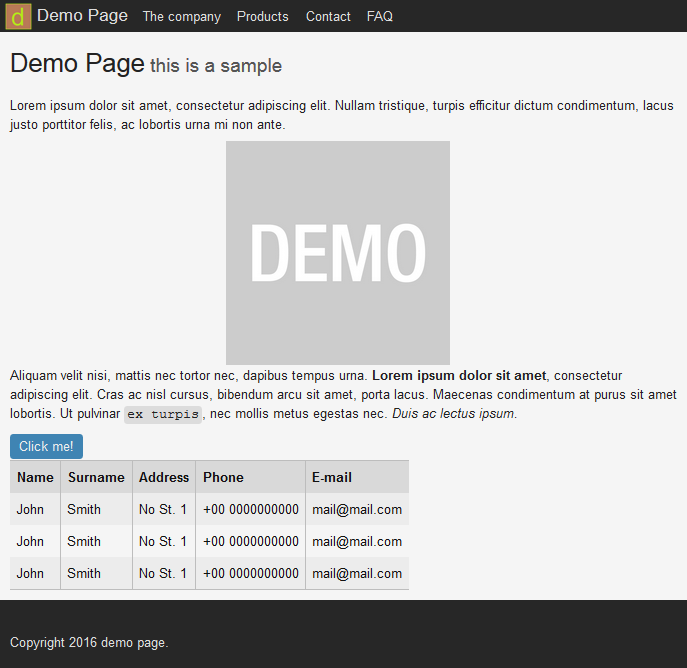 d Demo Page The company Products Contact FAQ
Demo Page this is a sample
Lorem ipsum dolor sit amet, consectetur adipiscing elit. Nullam tristique, turpis efficitur dictum condimentum, lacus
justo porttitor felis, ac lobortis urna mi non ante.
DEMO
Aliquam velit nisi, mattis nec tortor nec, dapibus tempus urna. Lorem ipsum dolor sit amet, consectetur
adipiscing elit. Cras ac nisl cursus, bibendum arcu sit amet, porta lacus. Maecenas condimentum at purus sit amet
lobortis. Ut pulvinar ex turpis, nec mollis metus egestas nec. Duis ac lectus ipsum.
Click me!
Name Surname Address Phone E-mail
John Smith No St. 1 +00 0000000000 mail@mail.com
John Smith No St. 1 +00 0000000000 mail@mail.com
John Smith No St. 1 +00 0000000000 mail@mail.com
Copyright 2016 demo page.